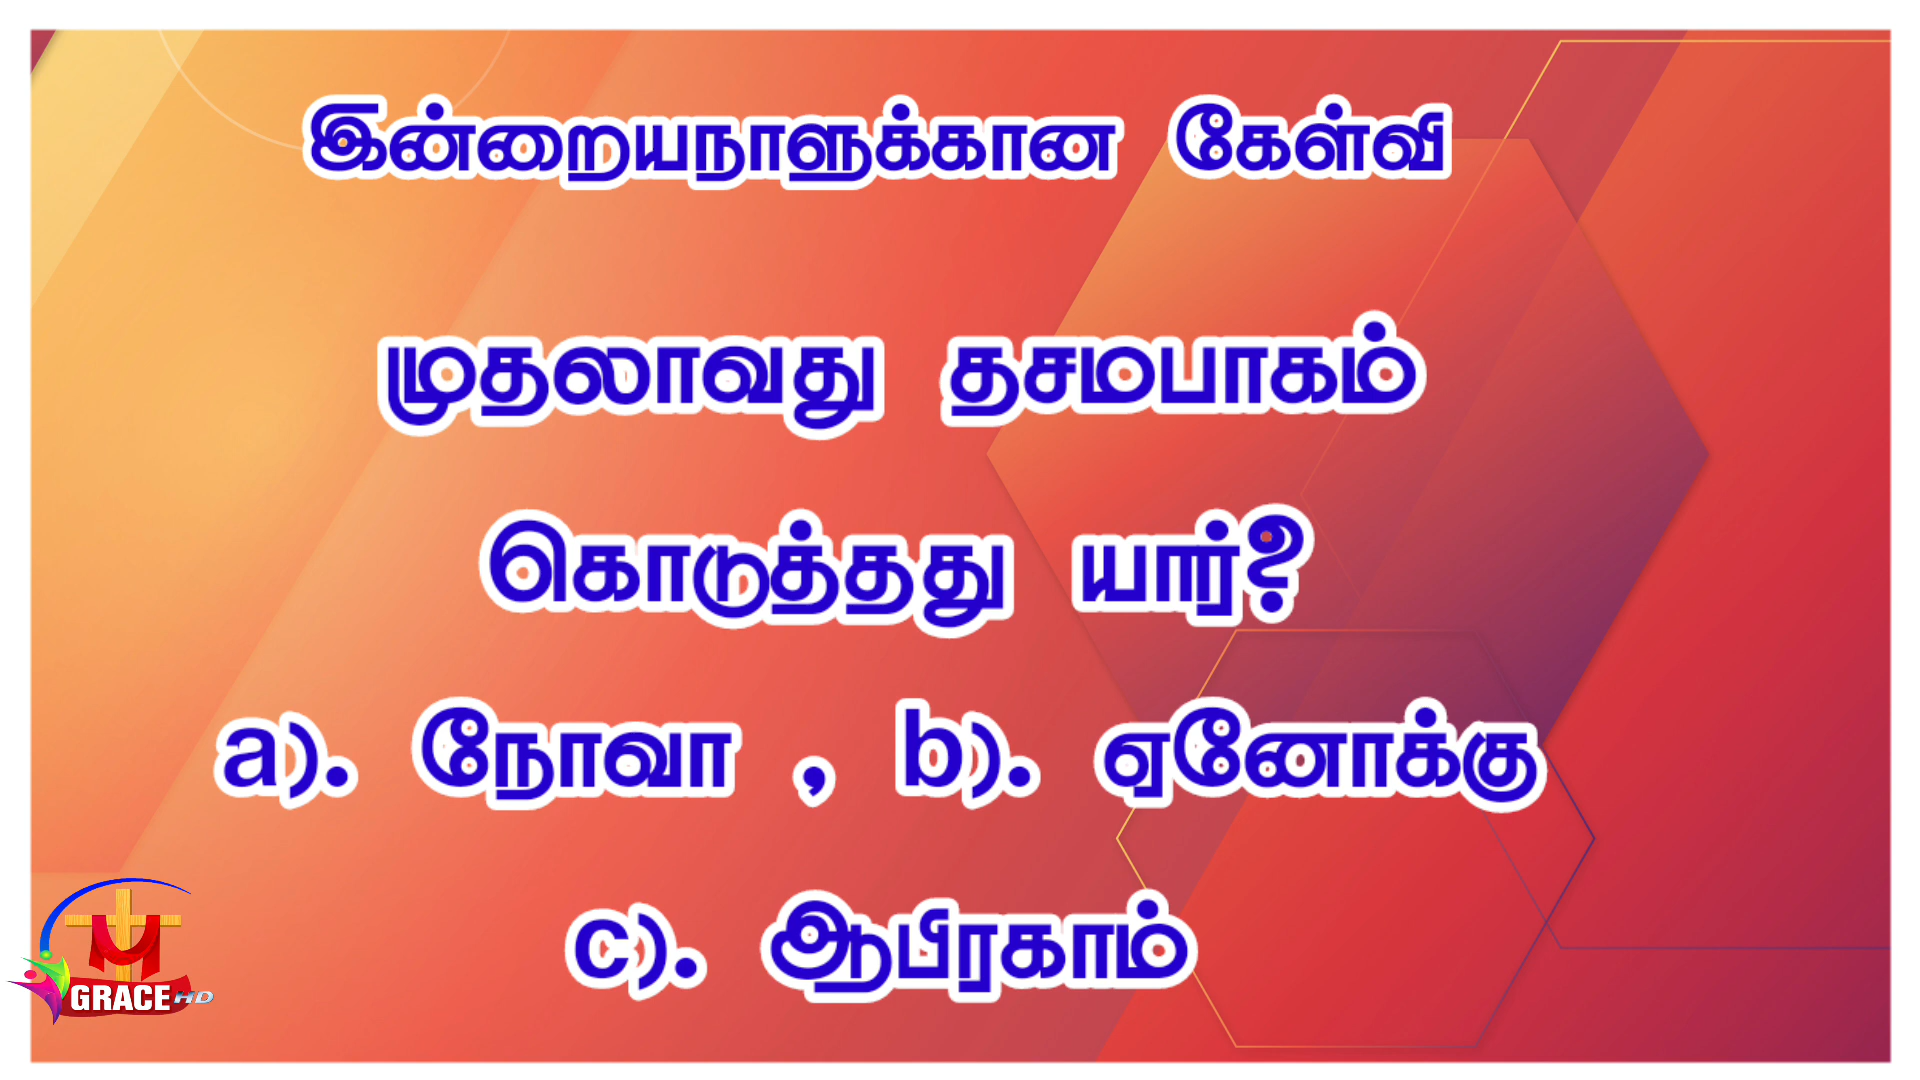 இன்றையநாளுக்கான கேள்வி
முதலாவது தசமபாகம்
கொடுத்தது யார்?
a). நோவா , b). ஏனோக்கு
c). ஆபிரகாம்
GRACE HD